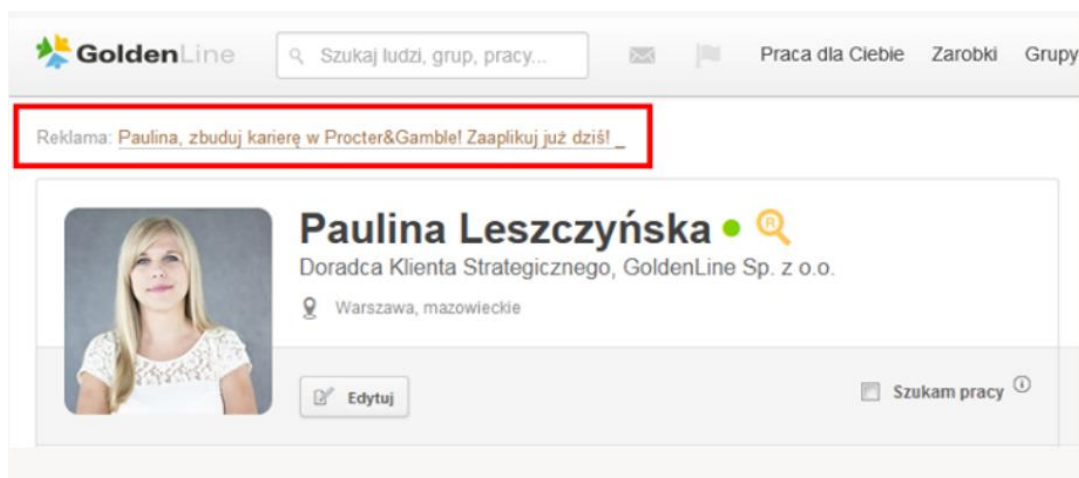 GoldenLine
Szukaj ludzi, grup, pracy...
Praca dla Ciebie Zarobki Grupy
Reklama: Paulina, zbuduj karierę w Procter&Gamble! Zaaplikuj już dziś! _
Paulina Leszczyńska
R
Doradca Klienta Strategicznego, GoldenLine Sp. z o.o.
Warszawa, mazowieckie
Edytuj
Szukam pracy